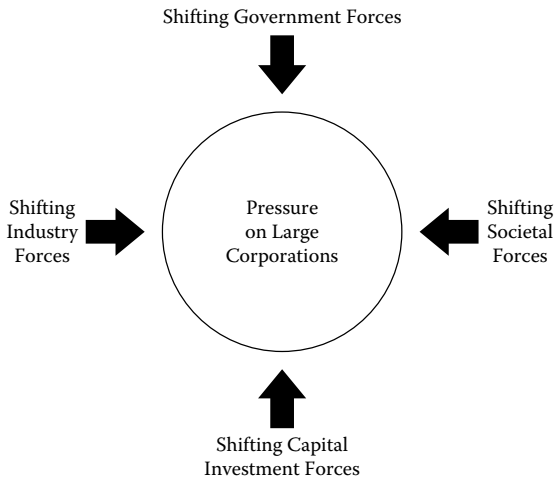 Shifting Government Forces
Shifting
Industry
Forces
Pressure
on Large
Corporations
Shifting
Societal
Forces
Shifting Capital
Investment Forces